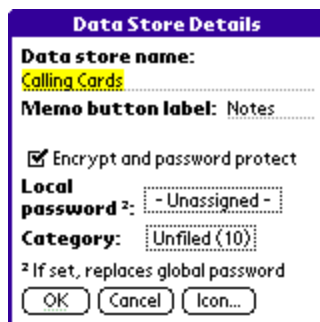 Data Store Details
Data store name:
Calling Cards
Memo button label: Notes
Encrypt and password protect
Local
password ²: - Unassigned -
Category: Unfiled (10)
² If set, replaces global password
OK Cancel Icon...